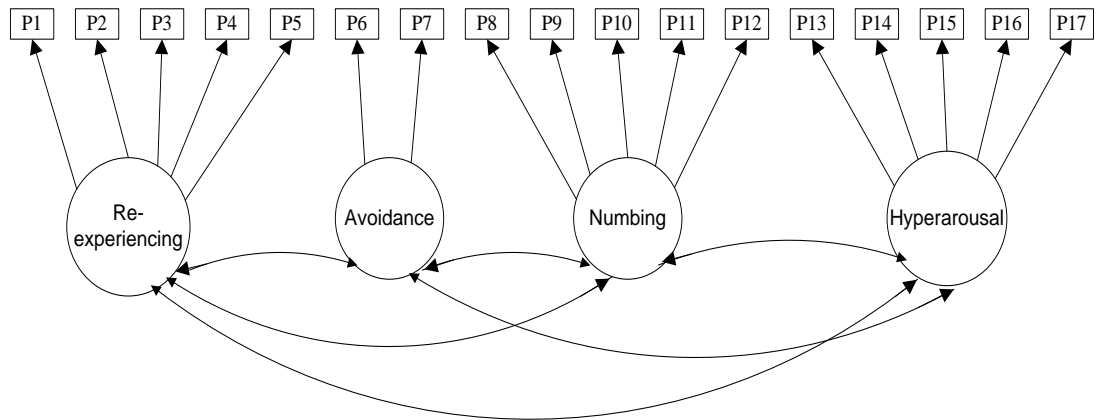 P1 P2 P3 P4 P5 P6 P7 P8 P9 P10 P11 P12 P13 P14 P15 P16 P17
Re-
experiencing
Avoidance
Numbing
Hyperarousal